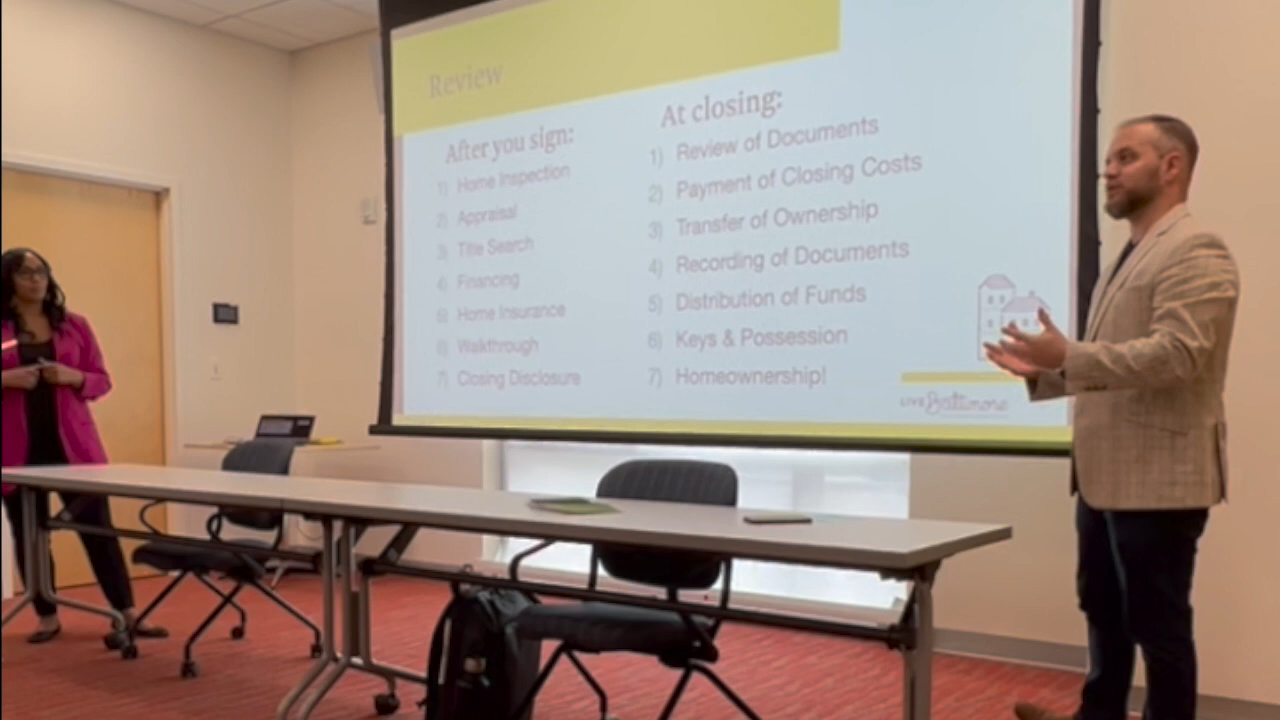 Review
After you sign:
1) Home Inspection
2) Appraisal
3) Title Search
4) Financing
5) Home Insurance
6) Walkthrough
7) Closing Disclosure
At closing:
1) Review of Documents
2) Payment of Closing Costs
3) Transfer of Ownership
4) Recording of Documents
5) Distribution of Funds
6) Keys & Possession
7) Homeownership!
LIVE Baltimore